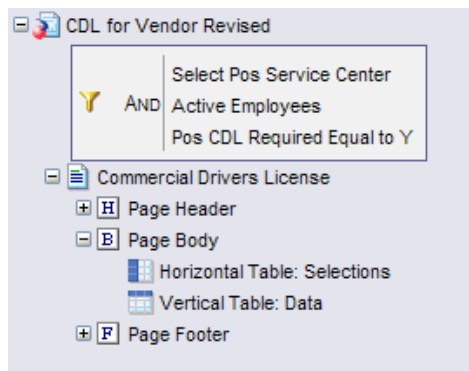 CDL for Vendor Revised
Select Pos Service Center
AND Active Employees
Pos CDL Required Equal to Y
Commercial Drivers License
H Page Header
B Page Body
Horizontal Table: Selections
Vertical Table: Data
F Page Footer